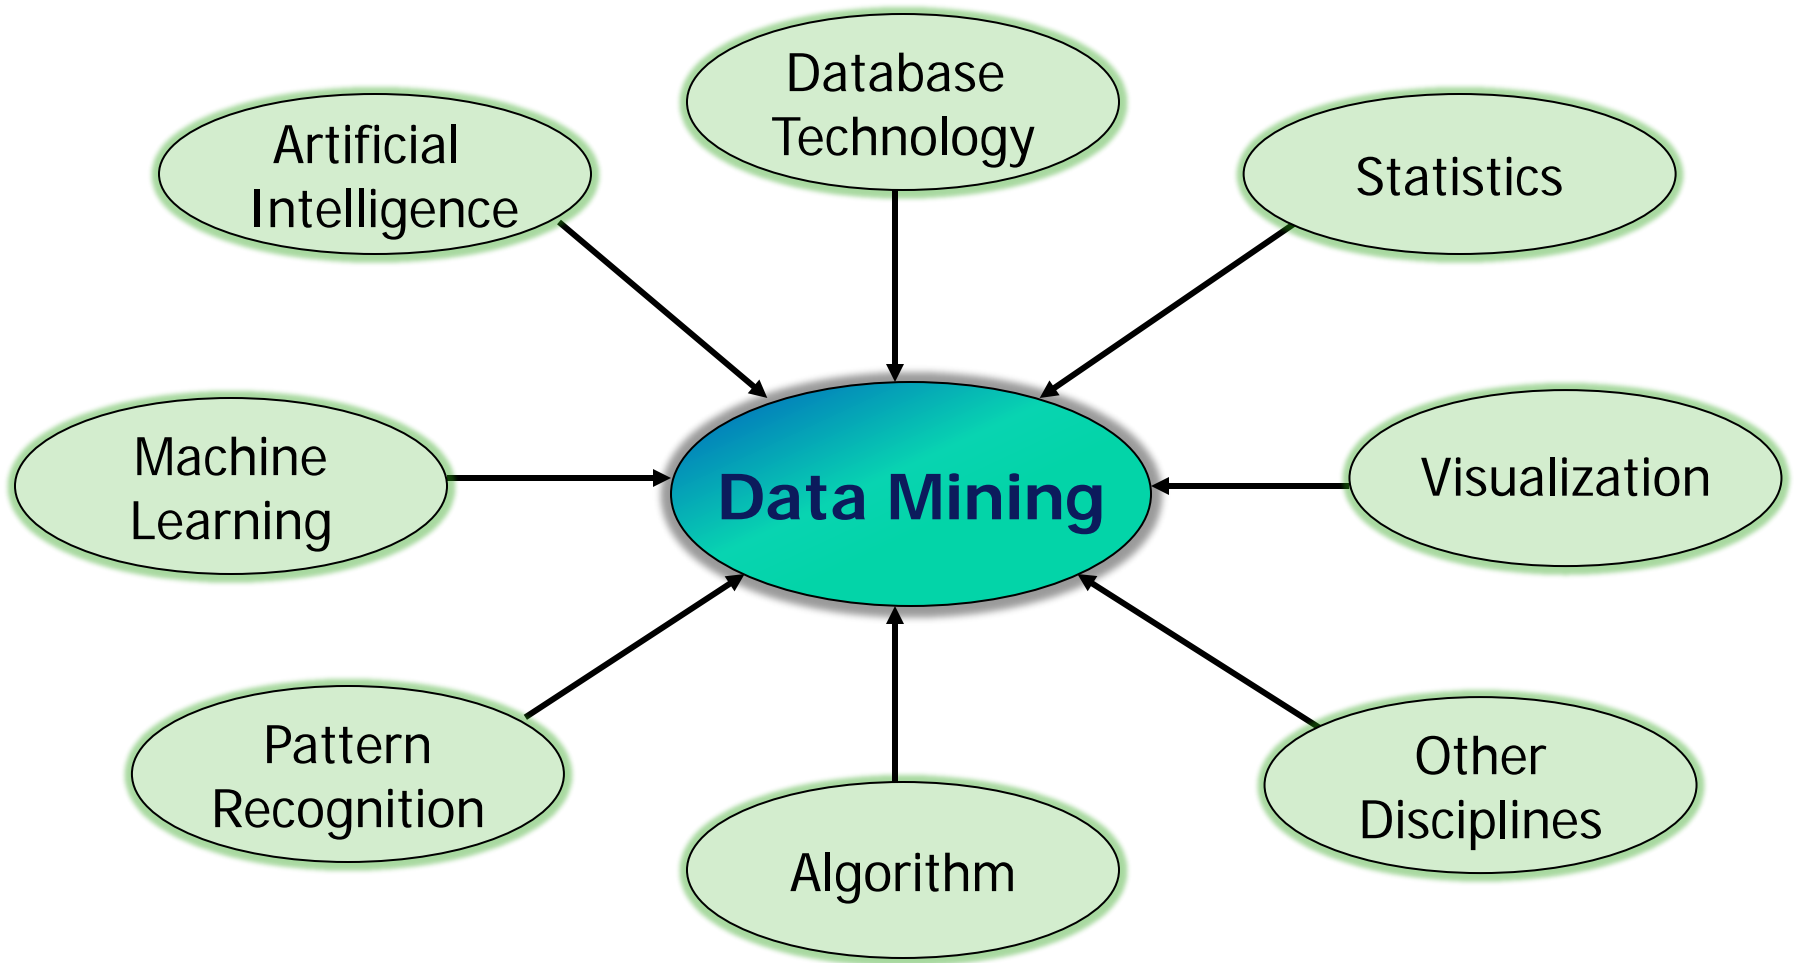 Database
Technology
Artificial
Intelligence
Statistics
Machine
Learning
Data Mining
Visualization
Pattern
Recognition
Other
Disciplines
Algorithm